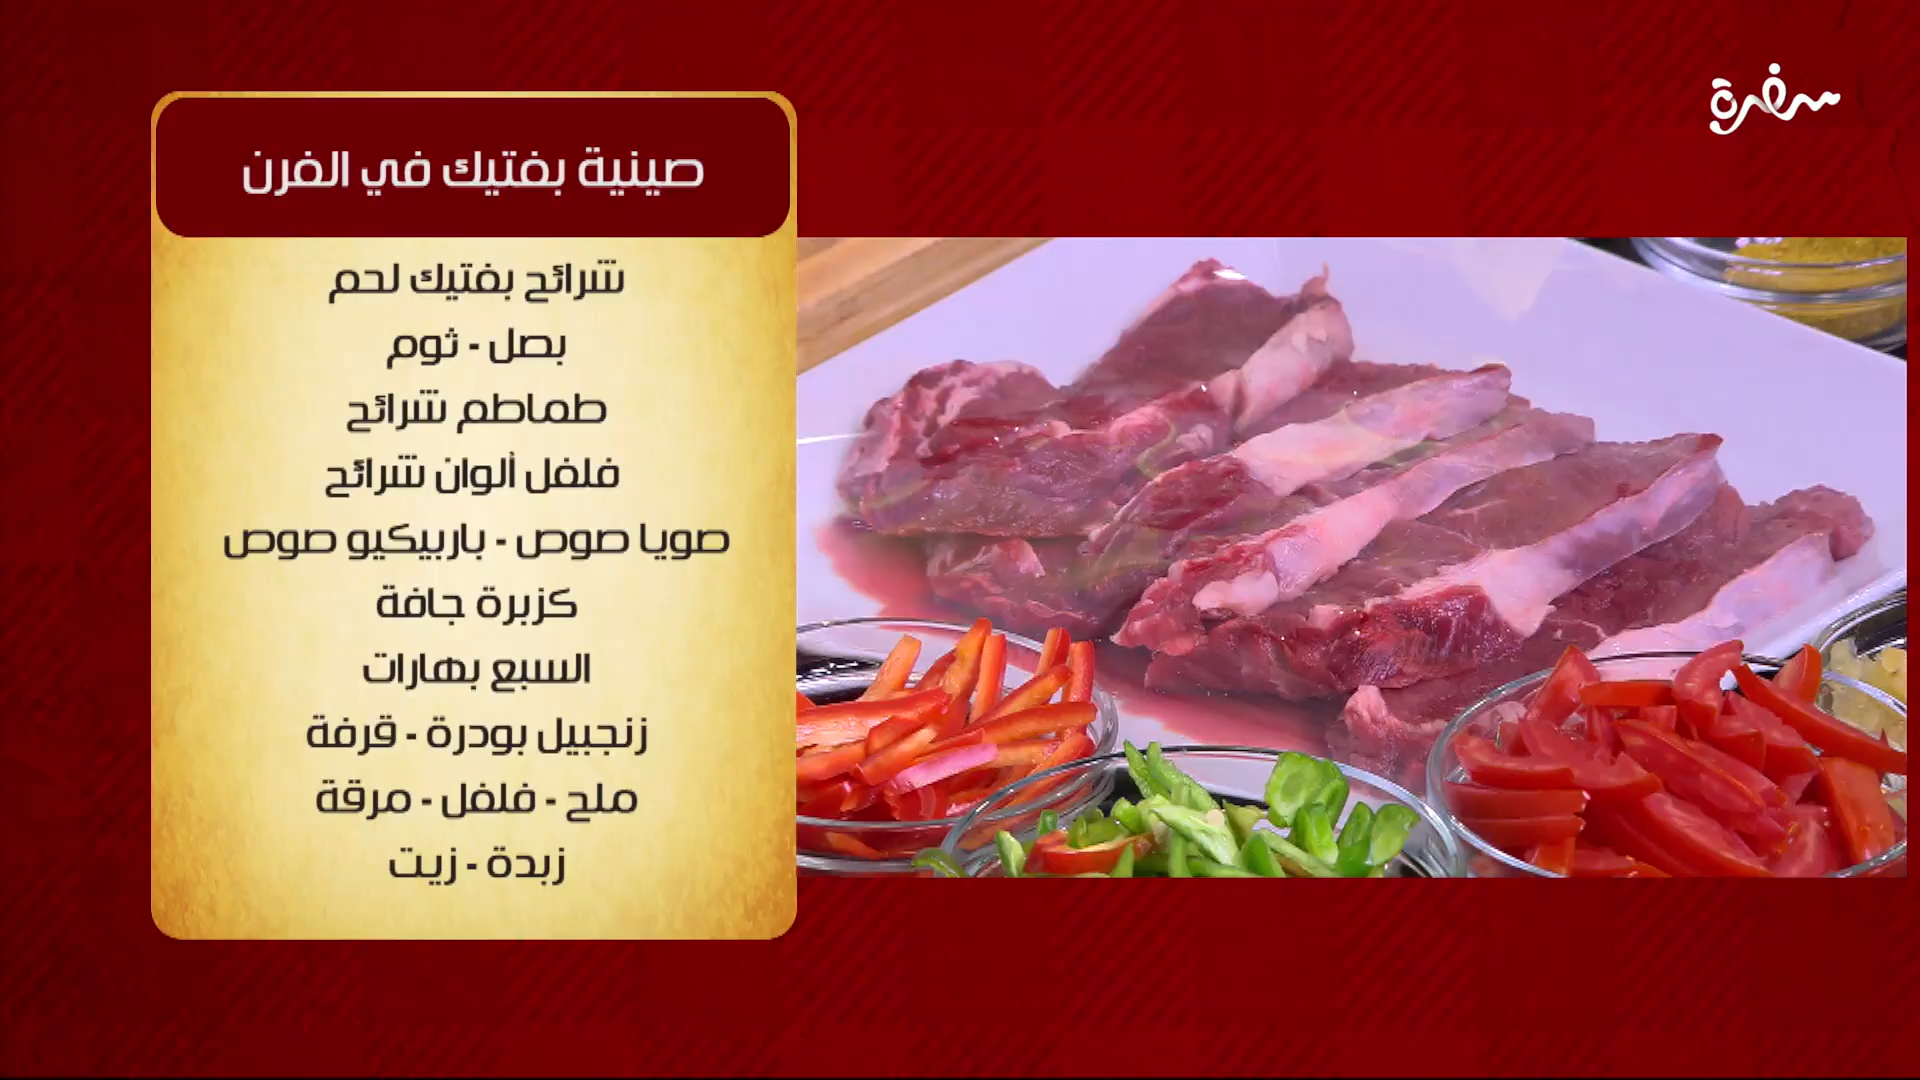 سفرة
صينية بفتيك في الفرن
شرائح بفتيك لحم
بصل - ثوم
طماطم شرائح
فلفل ألوان شرائح
صويا صوص - باربيكيو صوص
كزبرة جافة
السبع بهارات
زنجبيل بودرة - قرفة
ملح - فلفل - مرقة
زبدة - زيت